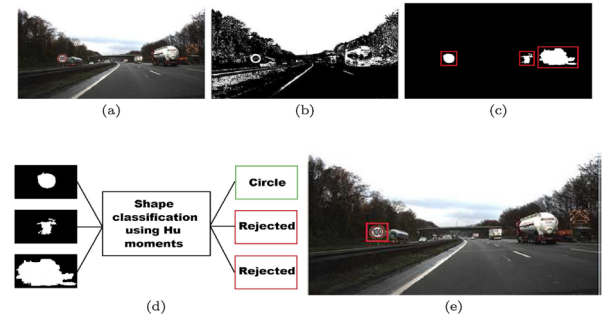 (a)
(b)
(c)
Shape
classification
using Hu
moments
Circle
Rejected
Rejected
(d)
(e)